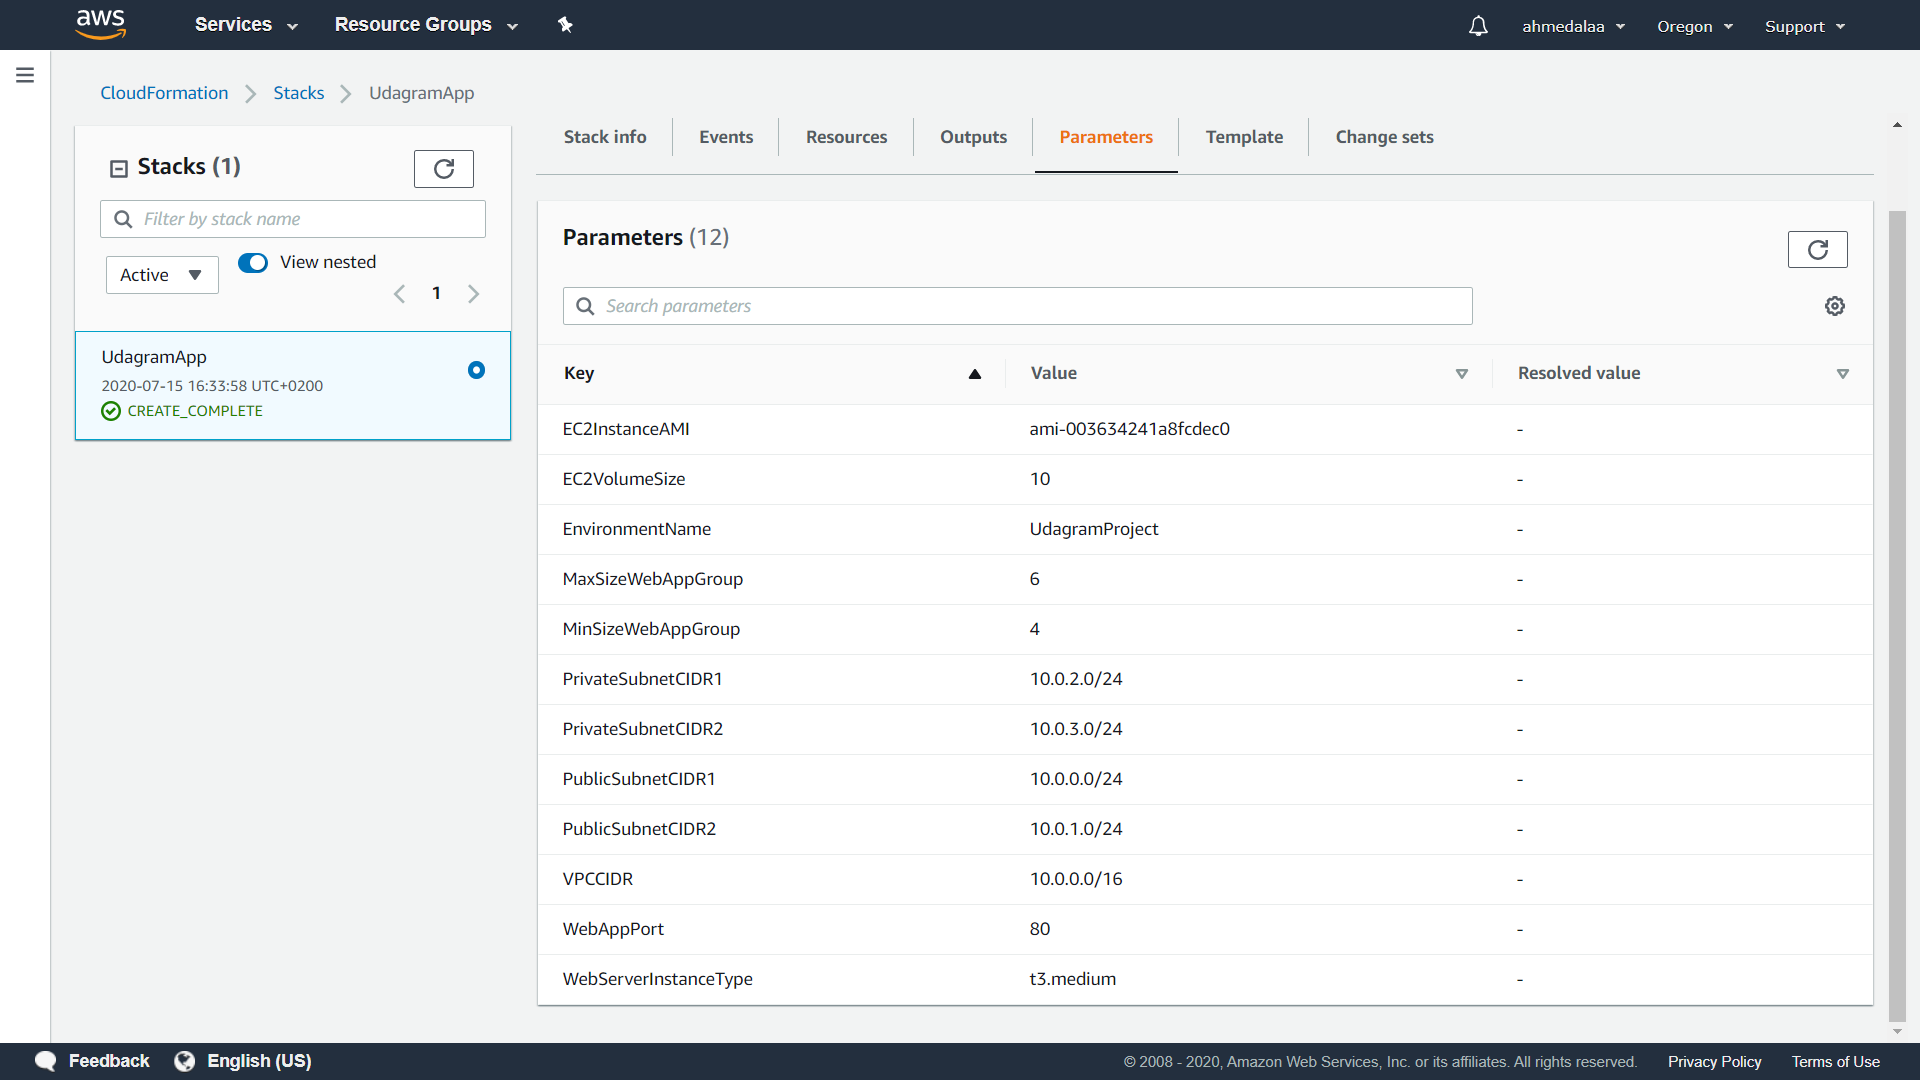 aws Services Resource Groups ahmedalaa Oregon Support
CloudFormation Stacks UdagramApp
Stacks (1)
Filter by stack name
Active View nested
1
UdagramApp
2020-07-15 16:33:58 UTC+0200
CREATE_COMPLETE
Stack info Events Resources Outputs Parameters Template Change sets
Parameters (12)
Search parameters
Key Value Resolved value
EC2InstanceAMI ami-003634241a8fcdec0 -
EC2VolumeSize 10 -
EnvironmentName UdagramProject -
MaxSizeWebAppGroup 6 -
MinSizeWebAppGroup 4 -
PrivateSubnetCIDR1 10.0.2.0/24 -
PrivateSubnetCIDR2 10.0.3.0/24 -
PublicSubnetCIDR1 10.0.0.0/24 -
PublicSubnetCIDR2 10.0.1.0/24 -
VPCCIDR 10.0.0.0/16 -
WebAppPort 80 -
WebServerInstanceType t3.medium -
Feedback English (US) © 2008 - 2020, Amazon Web Services, Inc. or its affiliates. All rights reserved. Privacy Policy Terms of Use